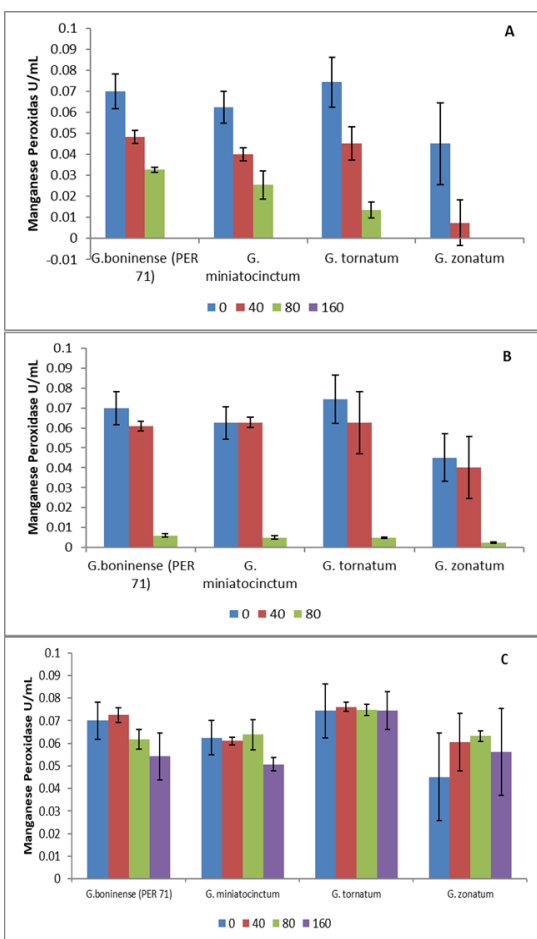 A
Manganese Peroxidas U/mL
0.1
0.09
0.08
0.07
0.06
0.05
0.04
0.03
0.02
0.01
0
-0.01
G.boninense (PER 71)
G. miniatocinctum
G. tornatum
G. zonatum
0 40 80 160
B
Manganese Peroxidase U/mL
0.1
0.09
0.08
0.07
0.06
0.05
0.04
0.03
0.02
0.01
0
G.boninense (PER 71)
G. miniatocinctum
G. tornatum
G. zonatum
0 40 80
C
Manganese Peroxidase U/mL
0.1
0.09
0.08
0.07
0.06
0.05
0.04
0.03
0.02
0.01
0
G.boninense (PER 71) G. miniatocinctum G. tornatum G. zonatum
0 40 80 160